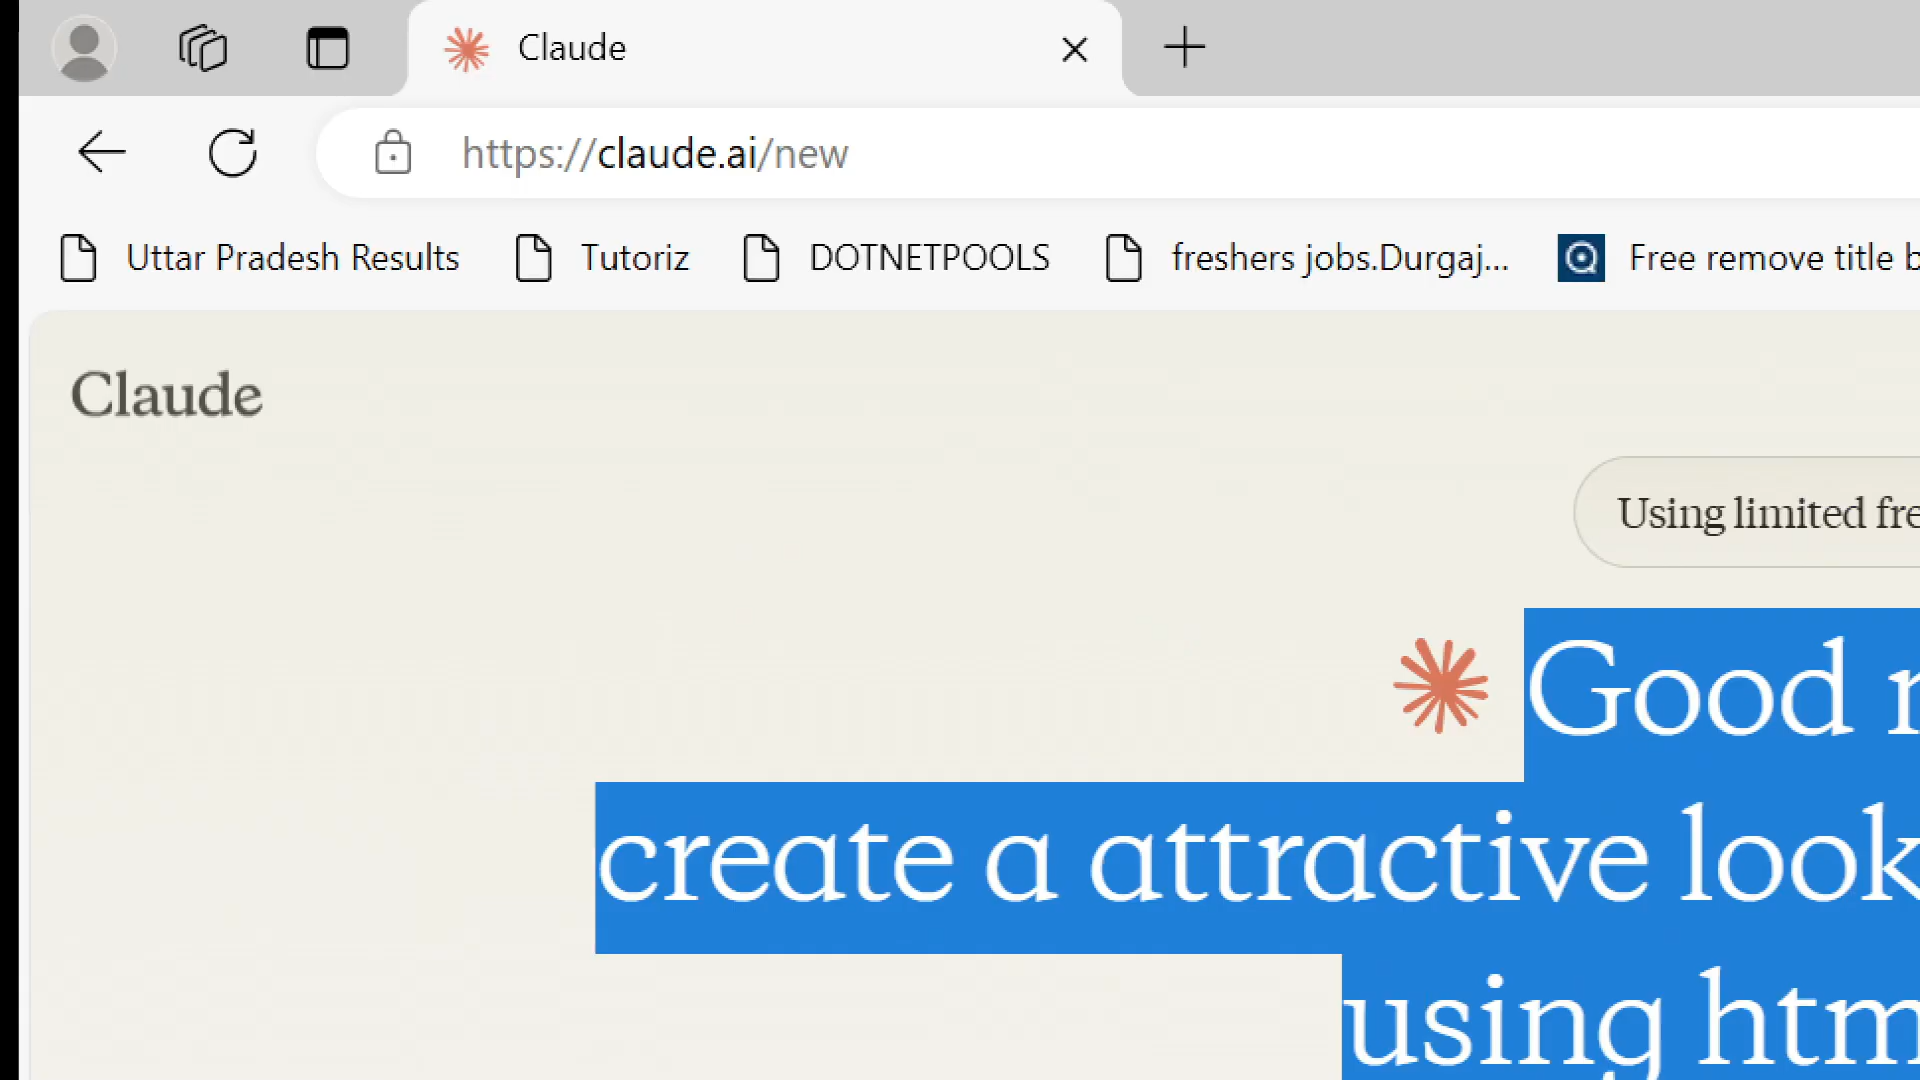 Claude
https://claude.ai/new
Uttar Pradesh Results Tutoriz DOTNETPOOLS freshers jobs.Durgaj... Free remove title
Claude
Using limited
Good
create a attractive look
using